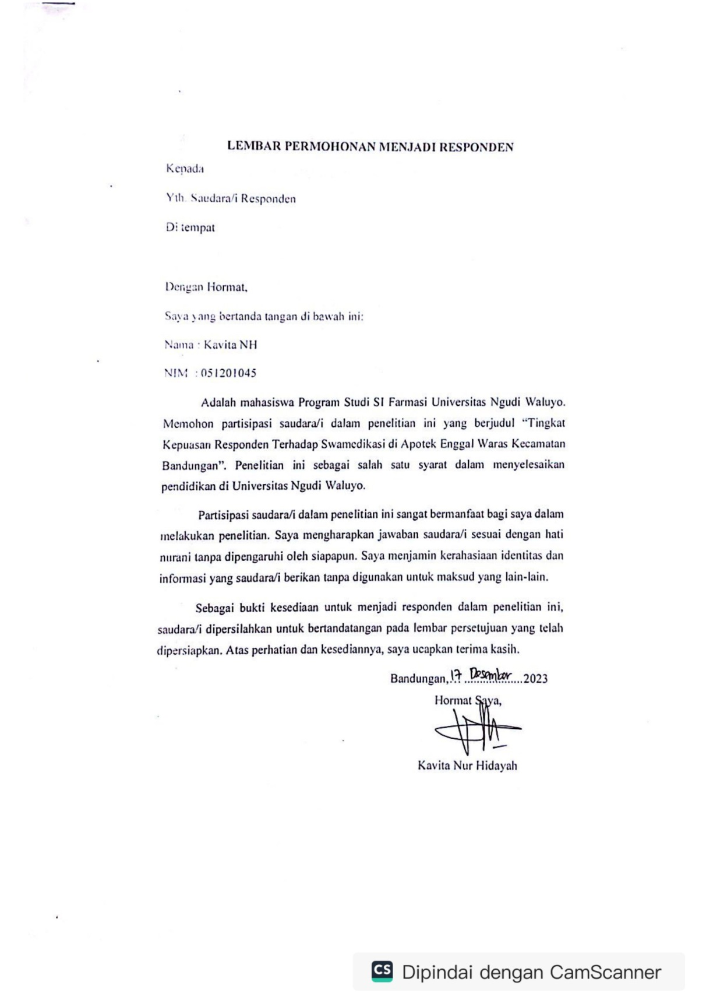 LEMBAR PERMOHONAN MENJADI RESPONDEN
Kepada
Yth. Saudara/i Responden
Di tempat
Dengan Hormat,
Saya yang bertanda tangan di bawah ini:
Nama : Kavita NH
NIM : 051201045
Adalah mahasiswa Program Studi SI Farmasi Universitas Ngudi Waluyo.
Memohon partisipasi saudara/i dalam penelitian ini yang berjudul “Tingkat
Kepuasan Responden Terhadap Swamedikasi di Apotek Enggal Waras Kecamatan
Bandungan”. Penelitian ini sebagai salah satu syarat dalam menyelesaikan
pendidikan di Universitas Ngudi Waluyo.
Partisipasi saudara/i dalam penelitian ini sangat bermanfaat bagi saya dalam
melakukan penelitian. Saya mengharapkan jawaban saudara/i sesuai dengan hati
nurani tanpa dipengaruhi oleh siapapun. Saya menjamin kerahasiaan identitas dan
informasi yang saudara/i berikan tanpa digunakan untuk maksud yang lain-lain.
Sebagai bukti kesediaan untuk menjadi responden dalam penelitian ini,
saudara/i dipersilahkan untuk bertandatangan pada lembar persetujuan yang telah
dipersiapkan. Atas perhatian dan kesediannya, saya ucapkan terima kasih.
Bandungan, 17 Desember 2023
Hormat Saya,
Kavita Nur Hidayah
CS Dipindai dengan CamScanner